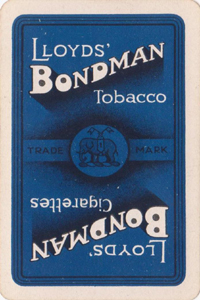 LLOYDS'
BONDMAN
Tobacco
TRADE MARK
Cigarettes
BONDMAN
LLOYDS'